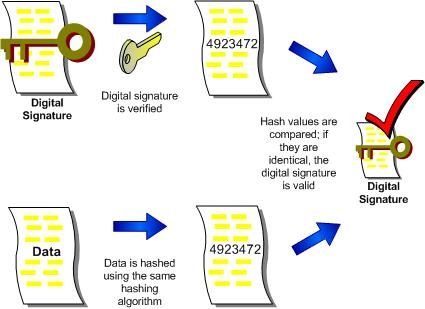 Digital
Signature
Digital signature
is verified
4923472
Hash values are
compared; if
they are
identical, the
digital signature
is valid
Digital
Signature
Data
Data is hashed
using the same
hashing
algorithm
4923472